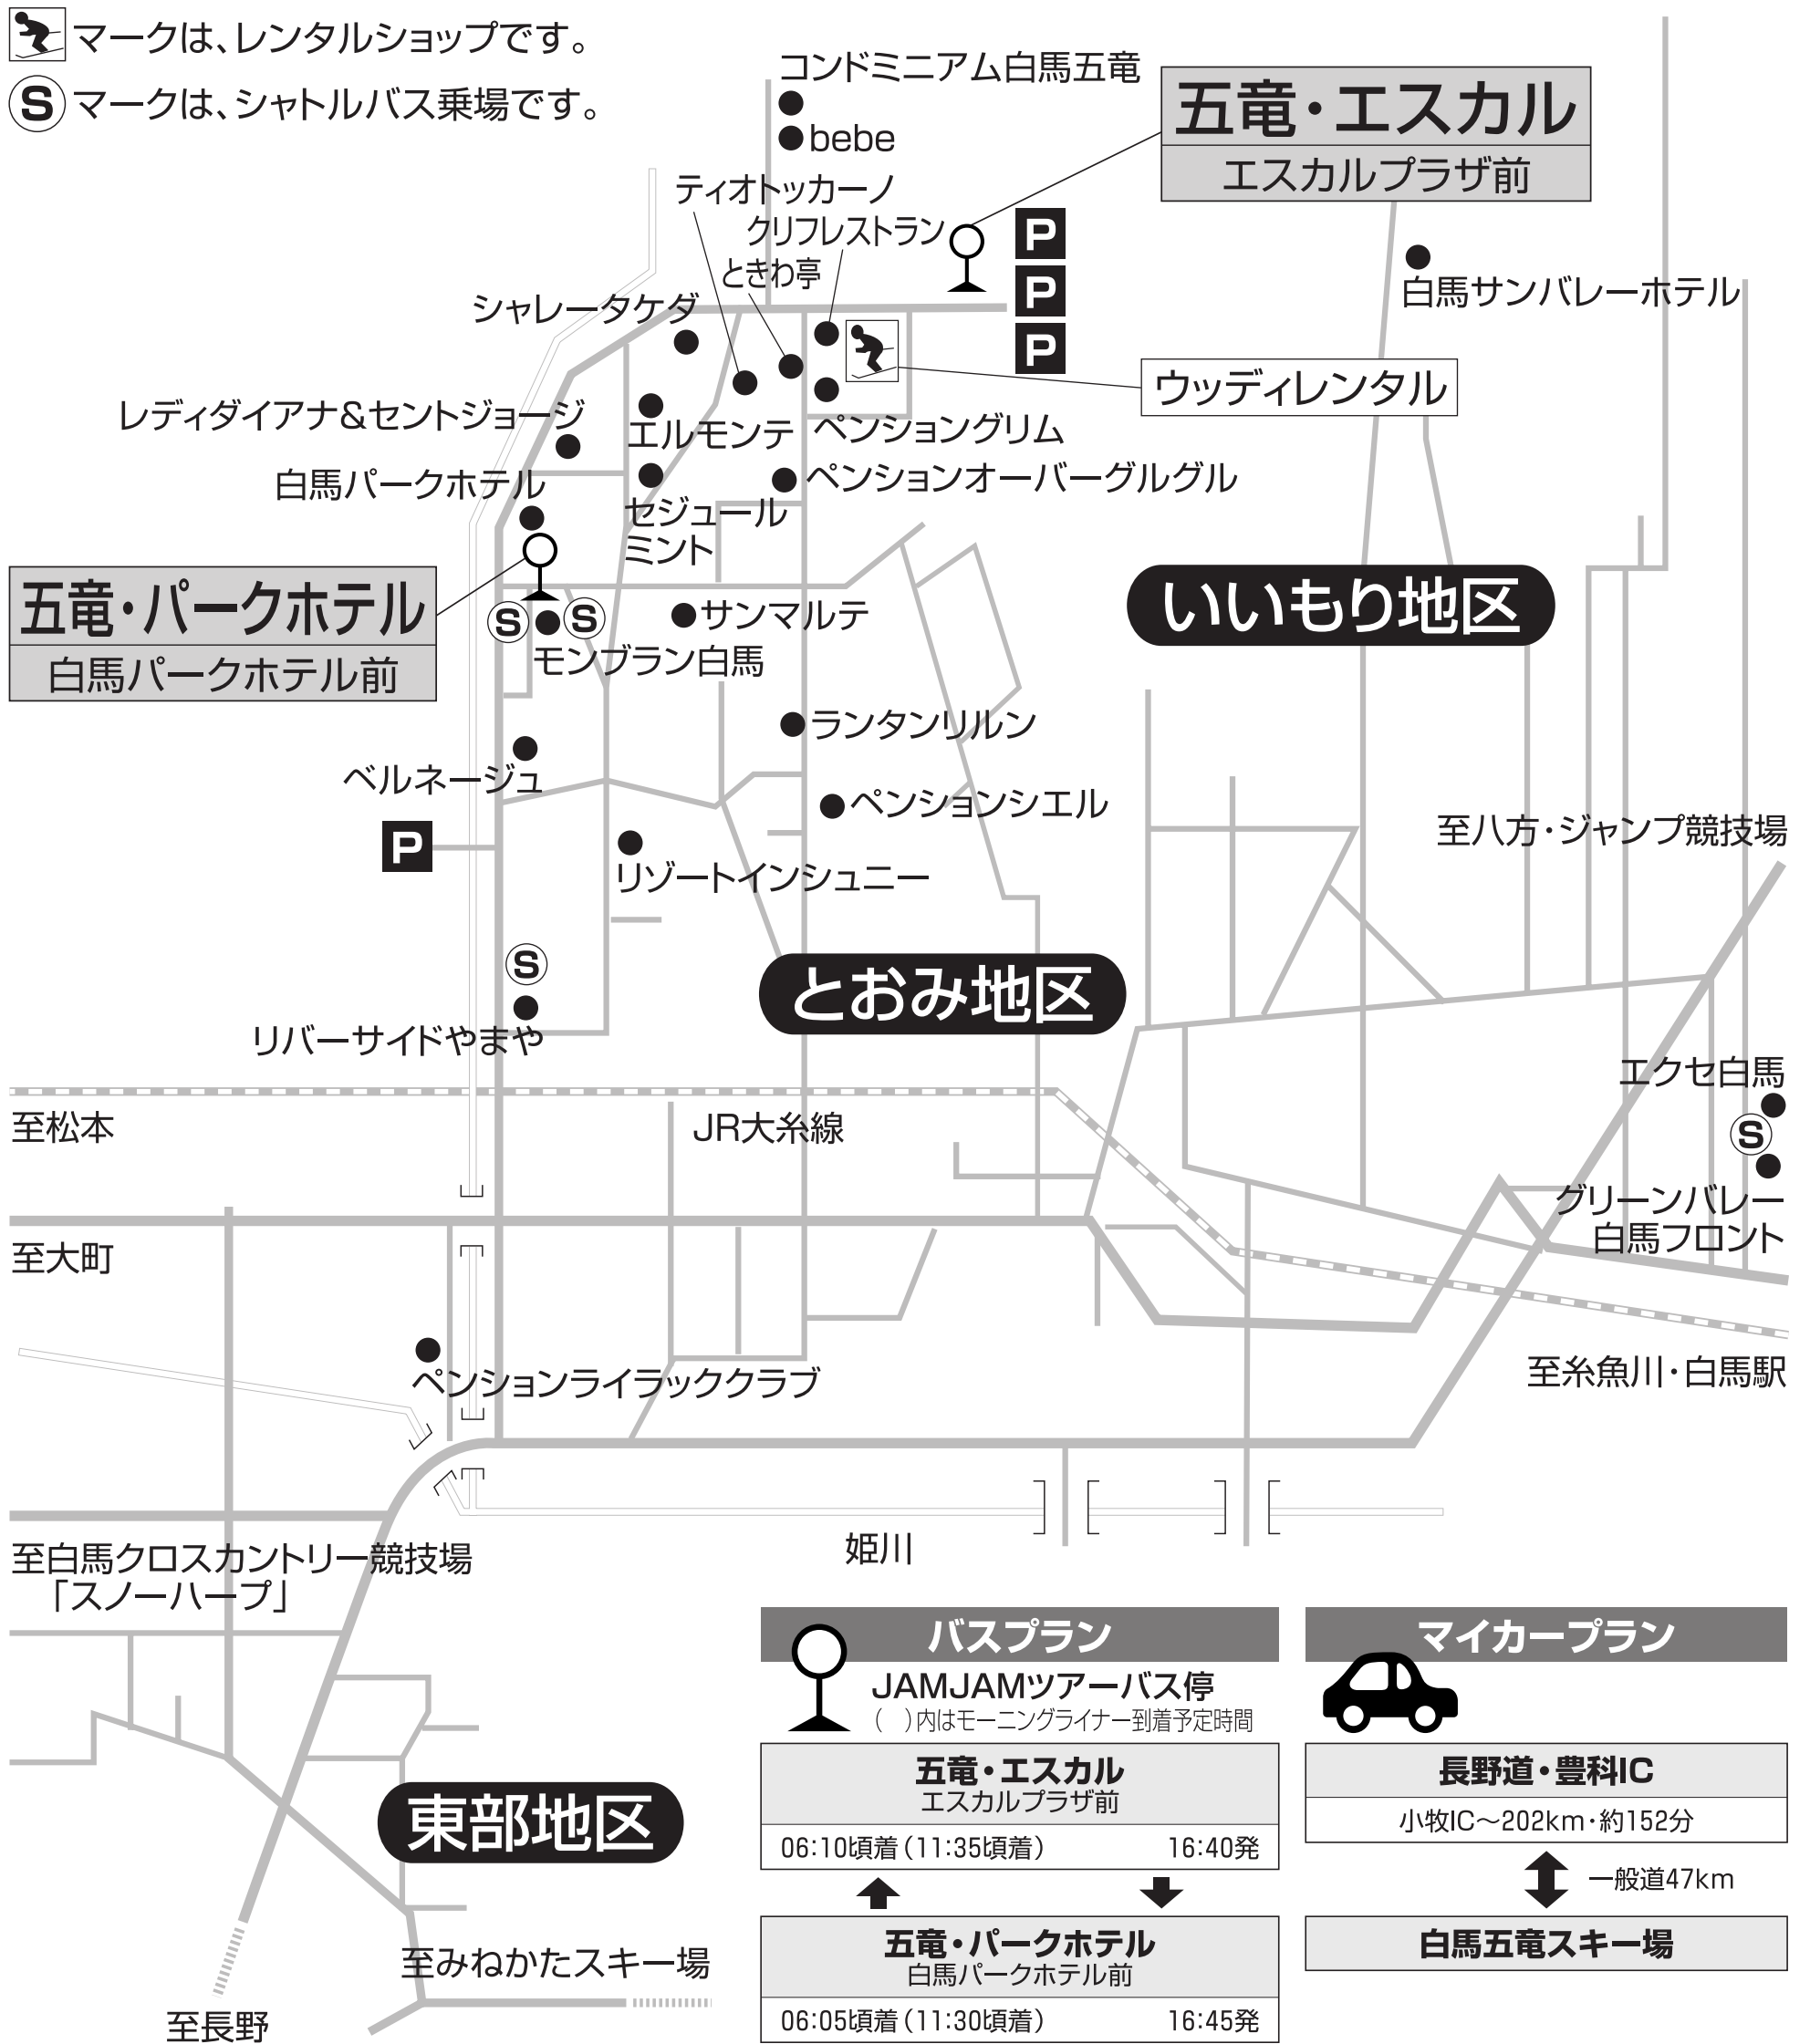 マークは、レンタルショップです。
S マークは、シャトルバス乗場です。
コンドミニアム白馬五竜
bebe
五竜・エスカル
エスカルプラザ前
ティオトッカーノ
クリフレストラン
ときわ亭
シャレータケダ
P
P
P
白馬サンバレーホテル
ウッディレンタル
レディダイアナ&セントジョージ
エルモンテ
ペンショングリム
白馬パークホテル
ペンションオーバーグルグル
セジュール
ミント
五竜・パークホテル
白馬パークホテル前
S
S
サンマルテ
モンブラン白馬
いいもり地区
ランタンリルン
ベルネージュ
ペンションシエル
P
リゾートインシュニー
至八方・ジャンプ競技場
S
とおみ地区
リバーサイドやまや
エクセ白馬
S
グリーンバレー
白馬フロント
至松本
JR大糸線
至大町
ペンションライラッククラブ
至糸魚川・白馬駅
姫川
至白馬クロスカントリー競技場
「スノーハープ」
東部地区
至みねかたスキー場
至長野
バスプラン
JAMJAMツアーバス停
(　)内はモーニングライナー到着予定時間
五竜・エスカル
エスカルプラザ前
06:10頃着(11:35頃着) 16:40発
五竜・パークホテル
白馬パークホテル前
06:05頃着(11:30頃着) 16:45発
マイカープラン
長野道・豊科IC
小牧IC〜202km・約152分
一般道47km
白馬五竜スキー場